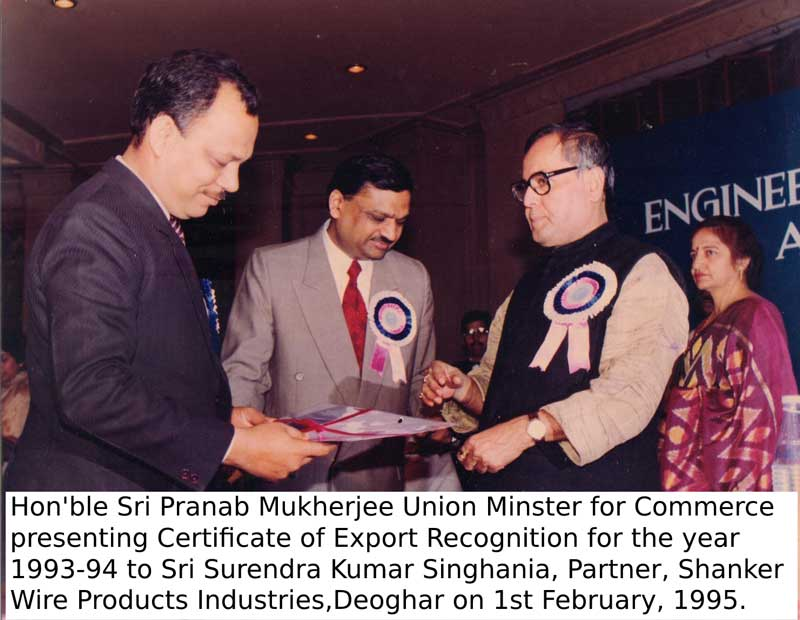 ENGINEE
A
Hon'ble Sri Pranab Mukherjee Union Minster for Commerce
presenting Certificate of Export Recognition for the year
1993-94 to Sri Surendra Kumar Singhania, Partner, Shanker
Wire Products Industries,Deoghar on 1st February, 1995.